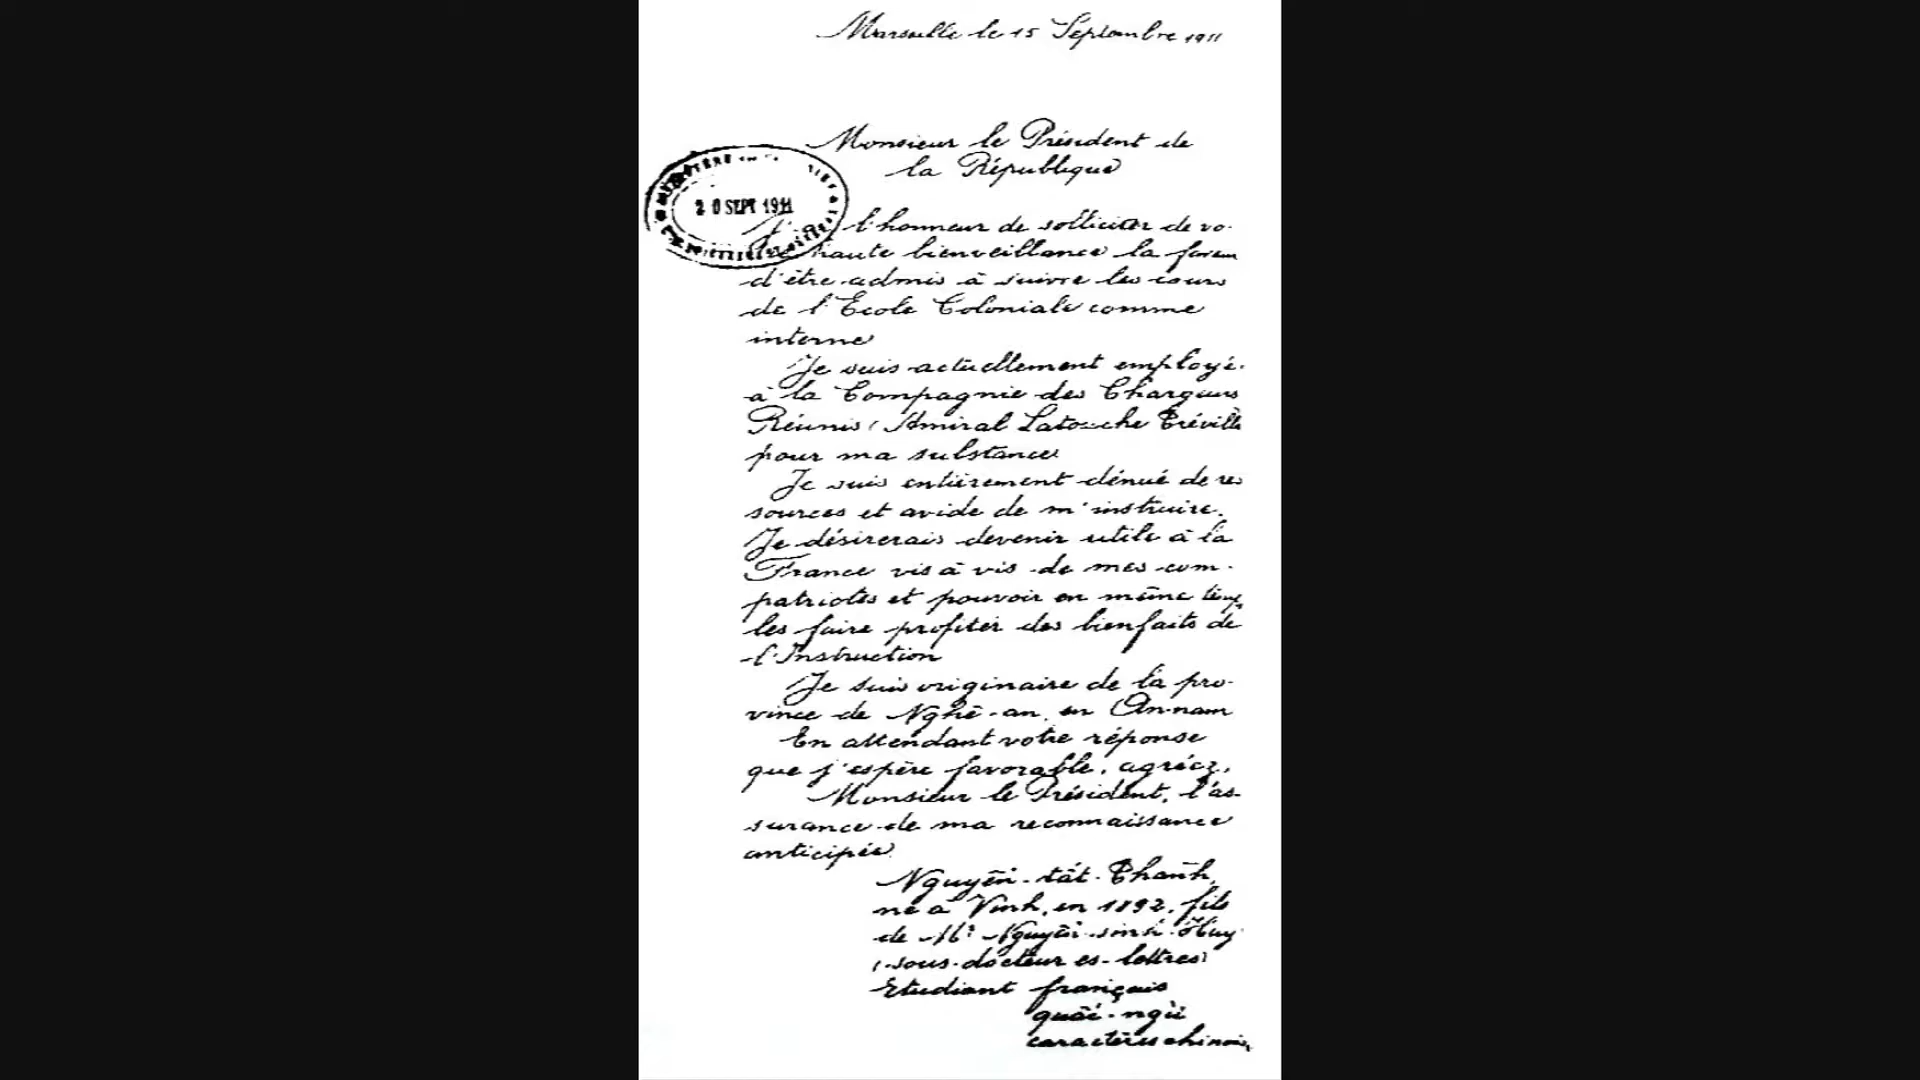 Marseille le 15 Septembre 1911
Monsieur le Président de
la République
20 SEPT 1911
l'honneur de solliciter de vo-
haute bienveillance la faveur
d'être admis à suivre les cours
de l'Ecole Coloniale comme
interne
Je suis actuellement employé
à la Compagnie des Chargeurs
Réunis (Amiral Latouche Tréville
pour ma substance
Je suis entièrement dénué de res
sources et avide de m'instruire.
Je désirerais devenir utile à la
France vis à vis de mes com-
patriotes et pouvoir en même temps
les faire profiter des bienfaits de
l'Instruction
Je suis originaire de la pro-
vince de Nghê-an, en Annam
En attendant votre réponse
que j'espère favorable, agréez,
Monsieur le Président, l'as-
surance de ma reconnaissance
anticipée
Nguyên-tât-Thanh,
né à Vinh, en 1892, fils
de Mr Nguyên-sinh-Huy
(sous-docteur es-lettres)
Etudiant français
quôc-ngù
caractères chinois